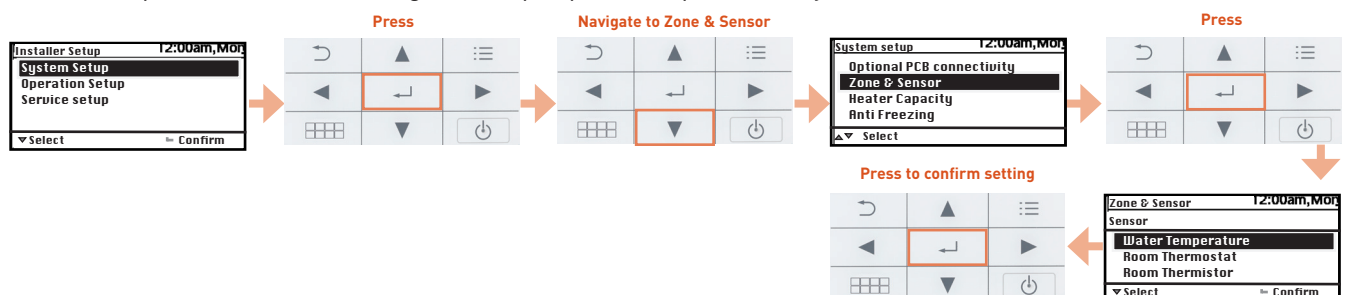 Press
Navigate to Zone & Sensor
Press
Installer Setup 12:00am,Mon
System Setup
Operation Setup
Service setup
▼Select Confirm
System setup 12:00am,Mon
Optional PCB connectivity
Zone & Sensor
Heater Capacity
Anti Freezing
▲▼ Select
Press to confirm setting
Zone & Sensor 12:00am,Mon
Sensor
Water Temperature
Room Thermostat
Room Thermistor
▼Select Confirm